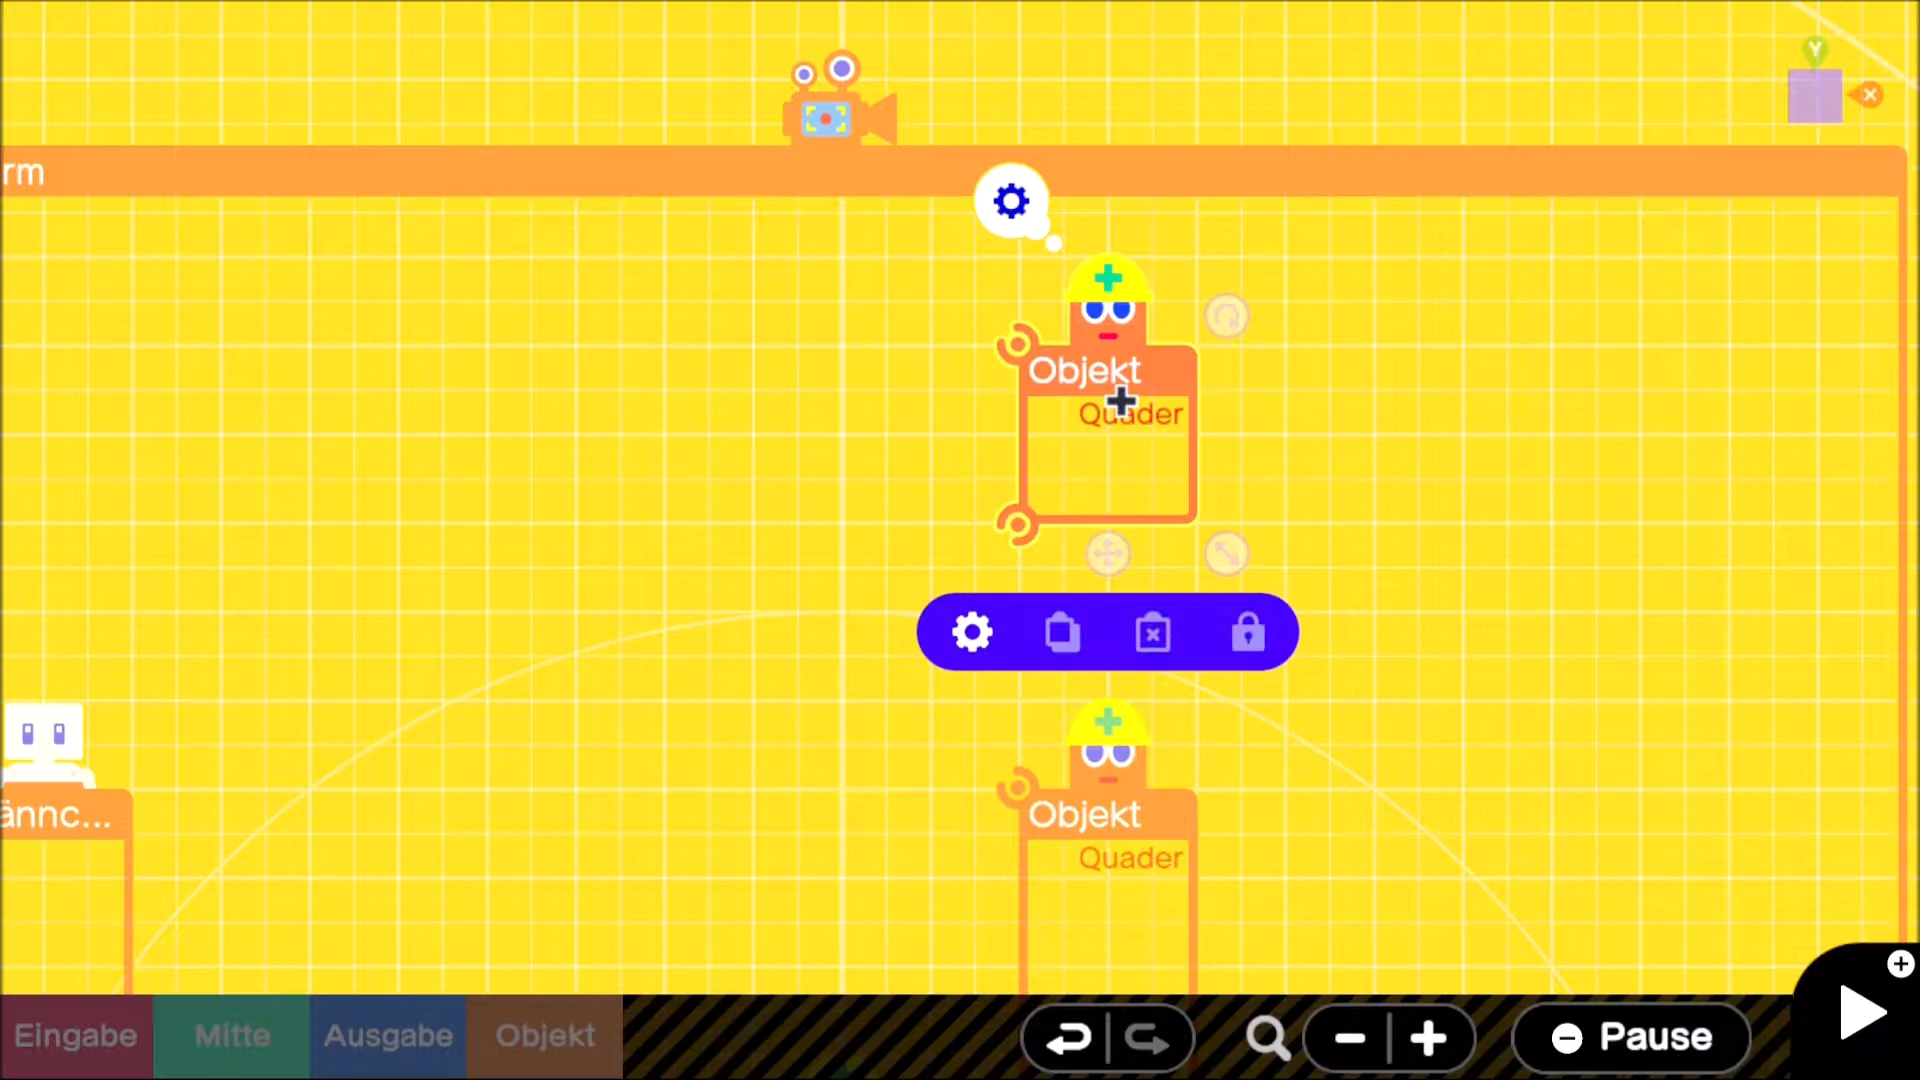 Y
X
rm
Objekt
Quader
ännc...
Objekt
Quader
Eingabe
Mitte
Ausgabe
Objekt
Pause